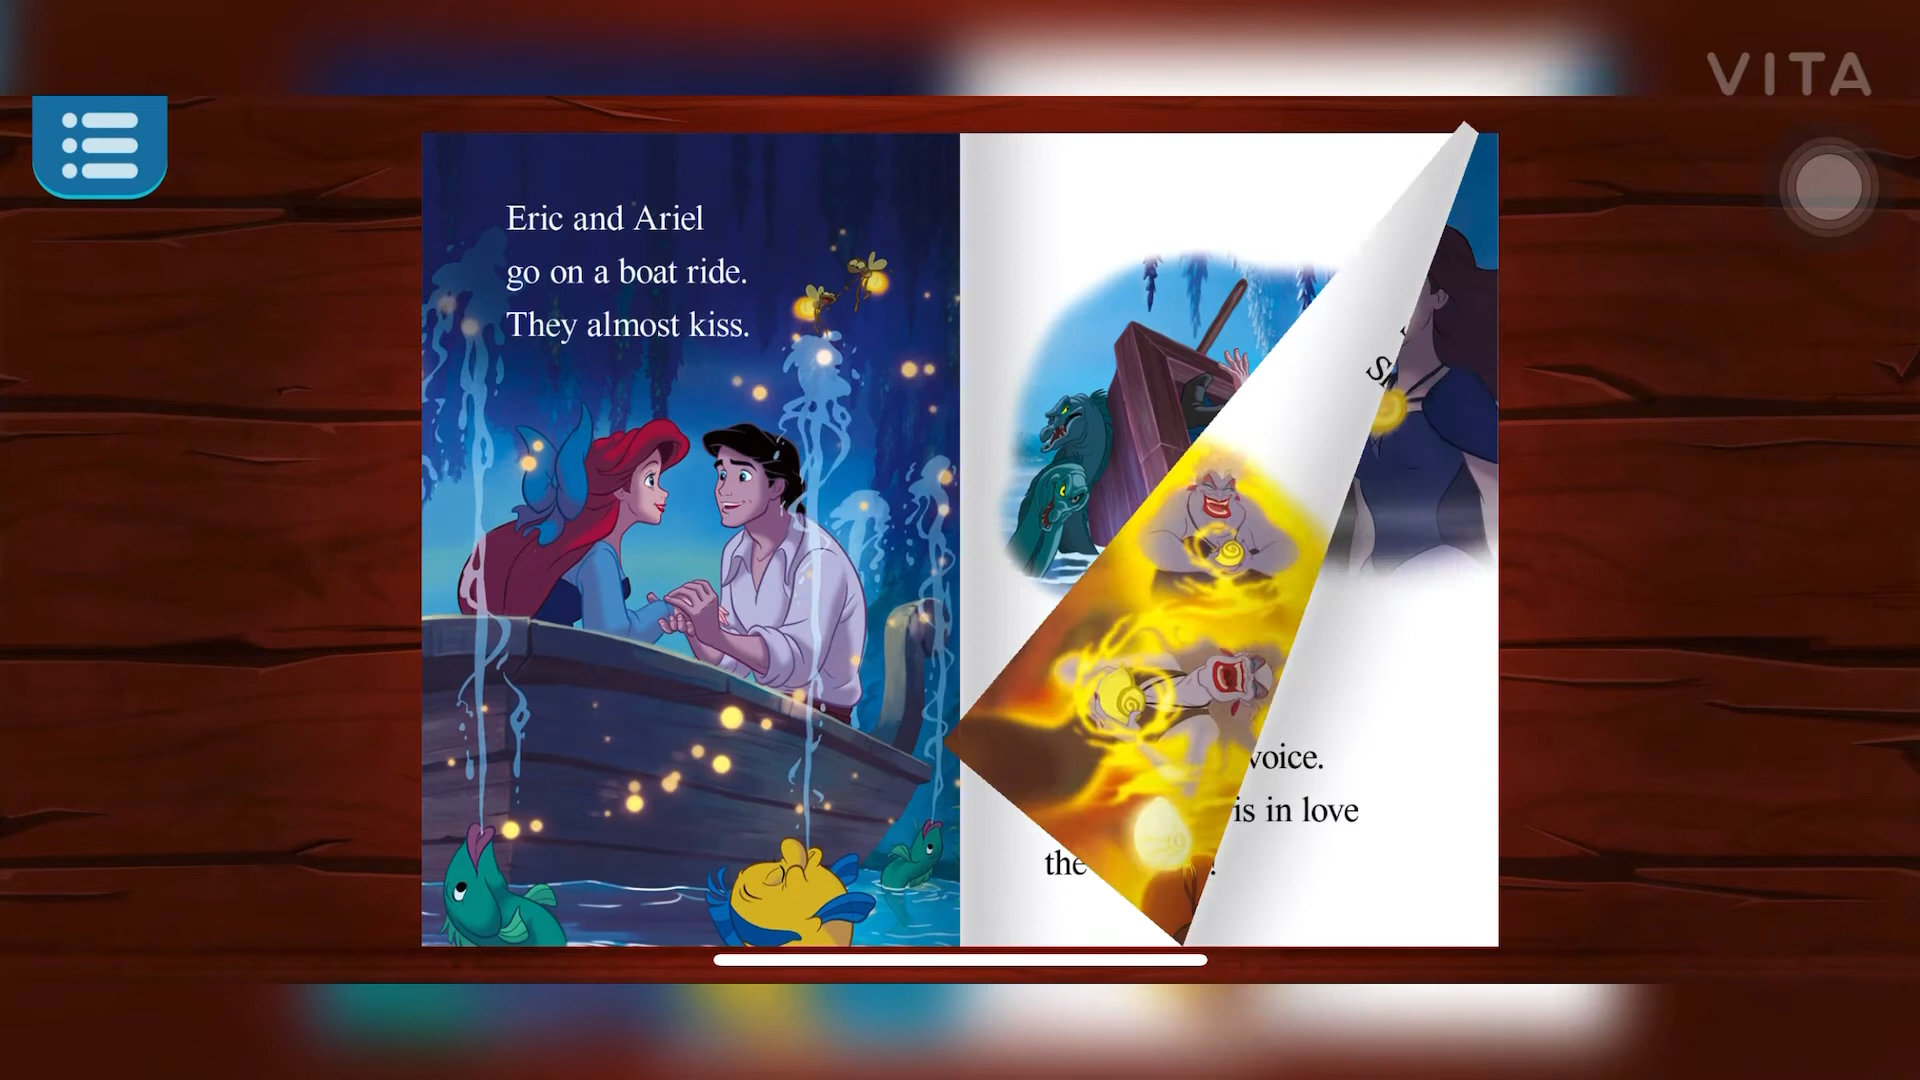 VITA
Eric and Ariel
go on a boat ride.
They almost kiss.
voice.
is in love
the